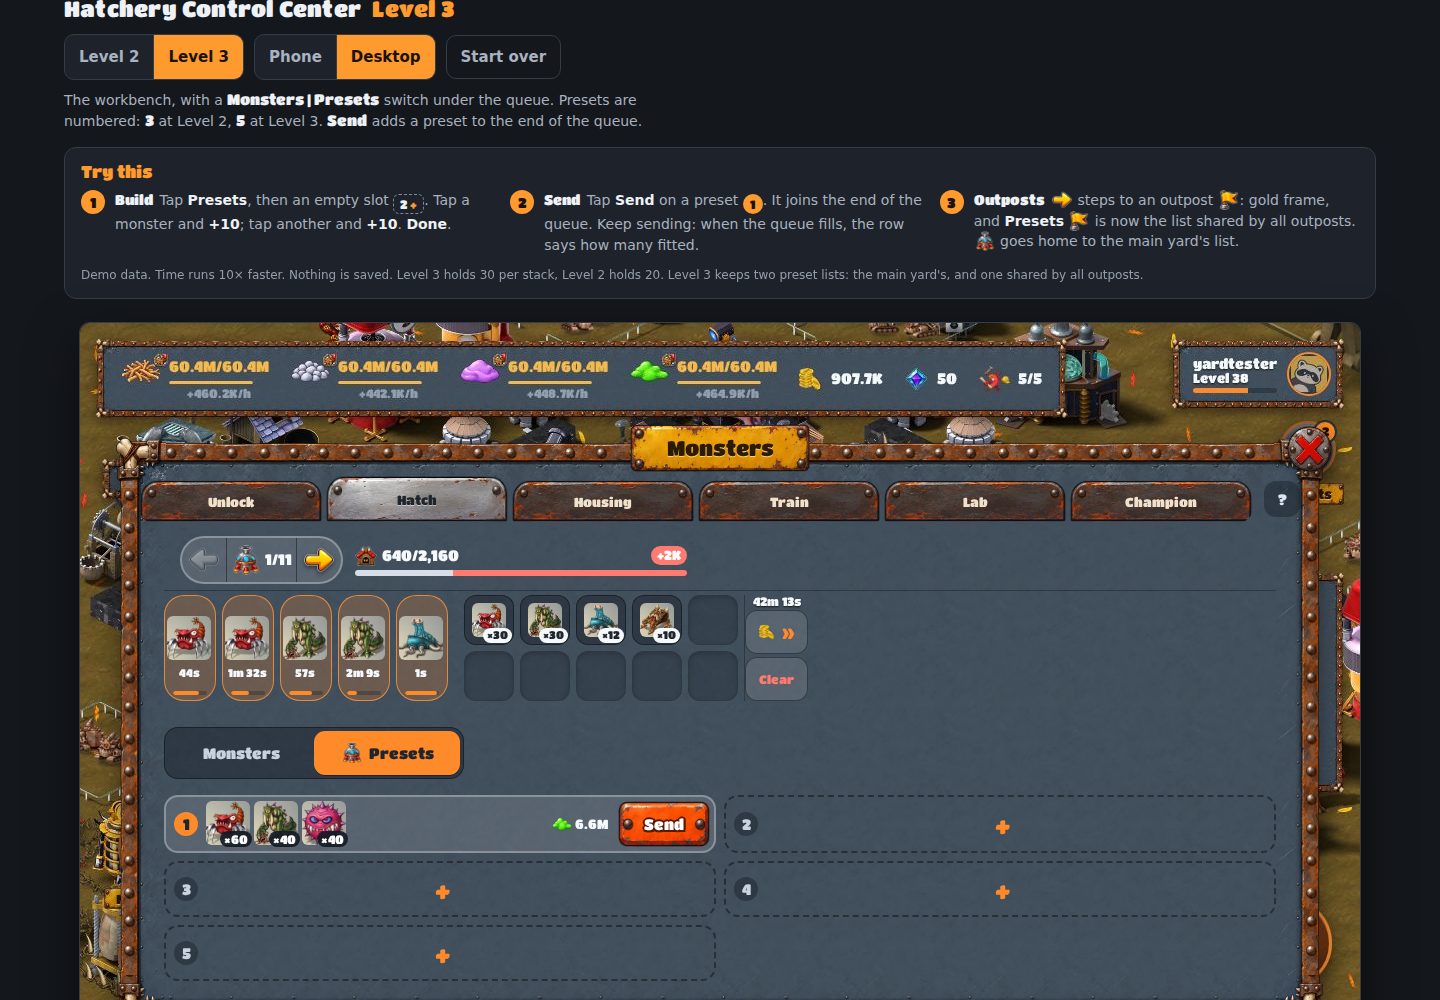 Hatchery Control Center Level 3
Level 2 Level 3 Phone Desktop Start over
The workbench, with a Monsters|Presets switch under the queue. Presets are
numbered: 3 at Level 2, 5 at Level 3. Send adds a preset to the end of the queue.
Try this
1 Build Tap Presets, then an empty slot 2+. Tap a
monster and +10; tap another and +10. Done.
2 Send Tap Send on a preset 1. It joins the end of the
queue. Keep sending: when the queue fills, the row
says how many fitted.
3 Outposts steps to an outpost: gold frame,
and Presets is now the list shared by all outposts.
goes home to the main yard's list.
Demo data. Time runs 10× faster. Nothing is saved. Level 3 holds 30 per stack, Level 2 holds 20. Level 3 keeps two preset lists: the main yard's, and one shared by all outposts.
60.4M/60.4M 60.4M/60.4M 60.4M/60.4M 60.4M/60.4M 907.7K 50 5/5
+460.2K/h +442.1K/h +448.7K/h +464.9K/h
yardtester
Level 38
Monsters
Unlock Hatch Housing Train Lab Champion ?
1/11 640/2,160 +2K
44s 1m 32s 57s 2m 9s 1s
×30 ×30 ×12 ×10
42m 13s
»
Clear
Monsters Presets
1 ×60 ×40 ×40 6.6M Send
2 +
3 +
4 +
5 +